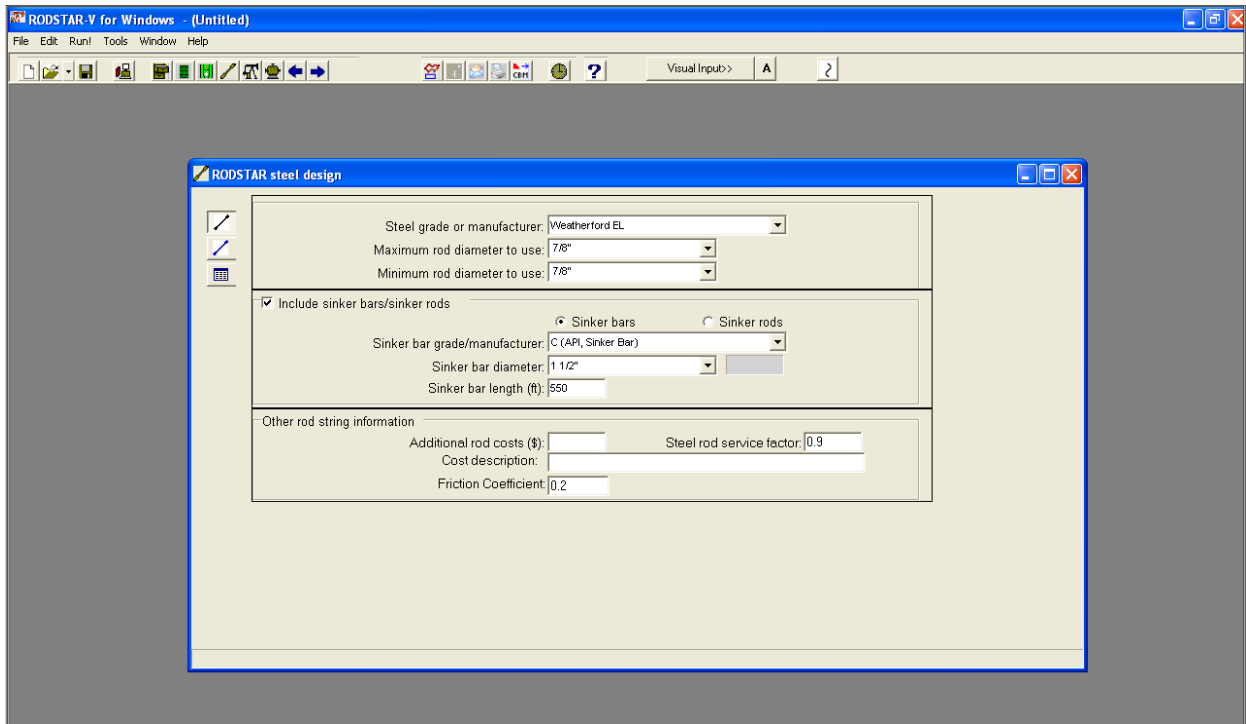 RODSTAR-V for Windows - (Untitled)
File Edit Run! Tools Window Help
CBM ? Visual Input>> A
RODSTAR steel design
Steel grade or manufacturer: Weatherford EL
Maximum rod diameter to use: 7/8"
Minimum rod diameter to use: 7/8"
Include sinker bars/sinker rods
Sinker bars Sinker rods
Sinker bar grade/manufacturer: C (API, Sinker Bar)
Sinker bar diameter: 1 1/2"
Sinker bar length (ft): 550
Other rod string information
Additional rod costs ($): Steel rod service factor: 0.9
Cost description:
Friction Coefficient: 0.2